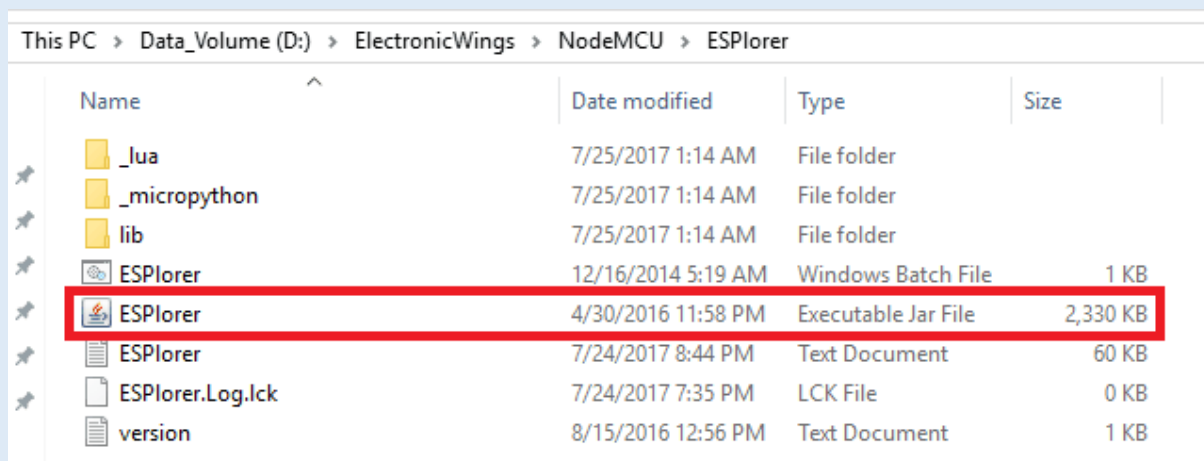 This PC > Data_Volume (D:) > ElectronicWings > NodeMCU > ESPlorer
Name Date modified Type Size
_lua 7/25/2017 1:14 AM File folder
_micropython 7/25/2017 1:14 AM File folder
lib 7/25/2017 1:14 AM File folder
ESPlorer 12/16/2014 5:19 AM Windows Batch File 1 KB
ESPlorer 4/30/2016 11:58 PM Executable Jar File 2,330 KB
ESPlorer 7/24/2017 8:44 PM Text Document 60 KB
ESPlorer.Log.lck 7/24/2017 7:35 PM LCK File 0 KB
version 8/15/2016 12:56 PM Text Document 1 KB